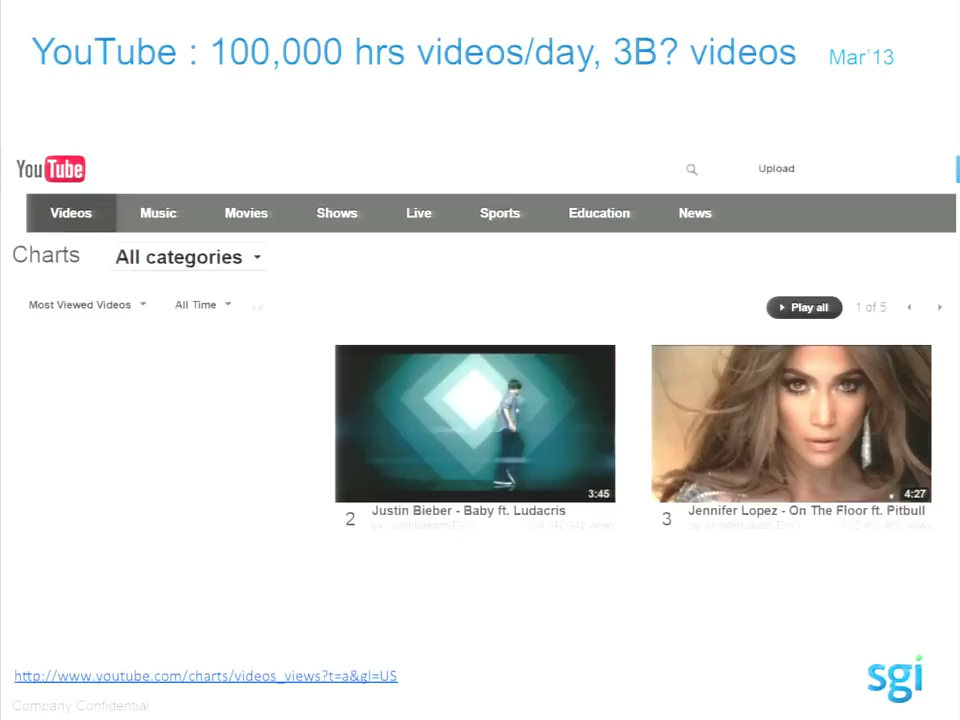 YouTube : 100,000 hrs videos/day, 3B? videos Mar'13
YouTube
Upload
Videos Music Movies Shows Live Sports Education News
Charts All categories
Most Viewed Videos All Time
Play all 1 of 5
3:45
4:27
2 Justin Bieber - Baby ft. Ludacris
3 Jennifer Lopez - On The Floor ft. Pitbull
http://www.youtube.com/charts/videos_views?t=a&gl=US
sgi
Company Confidential